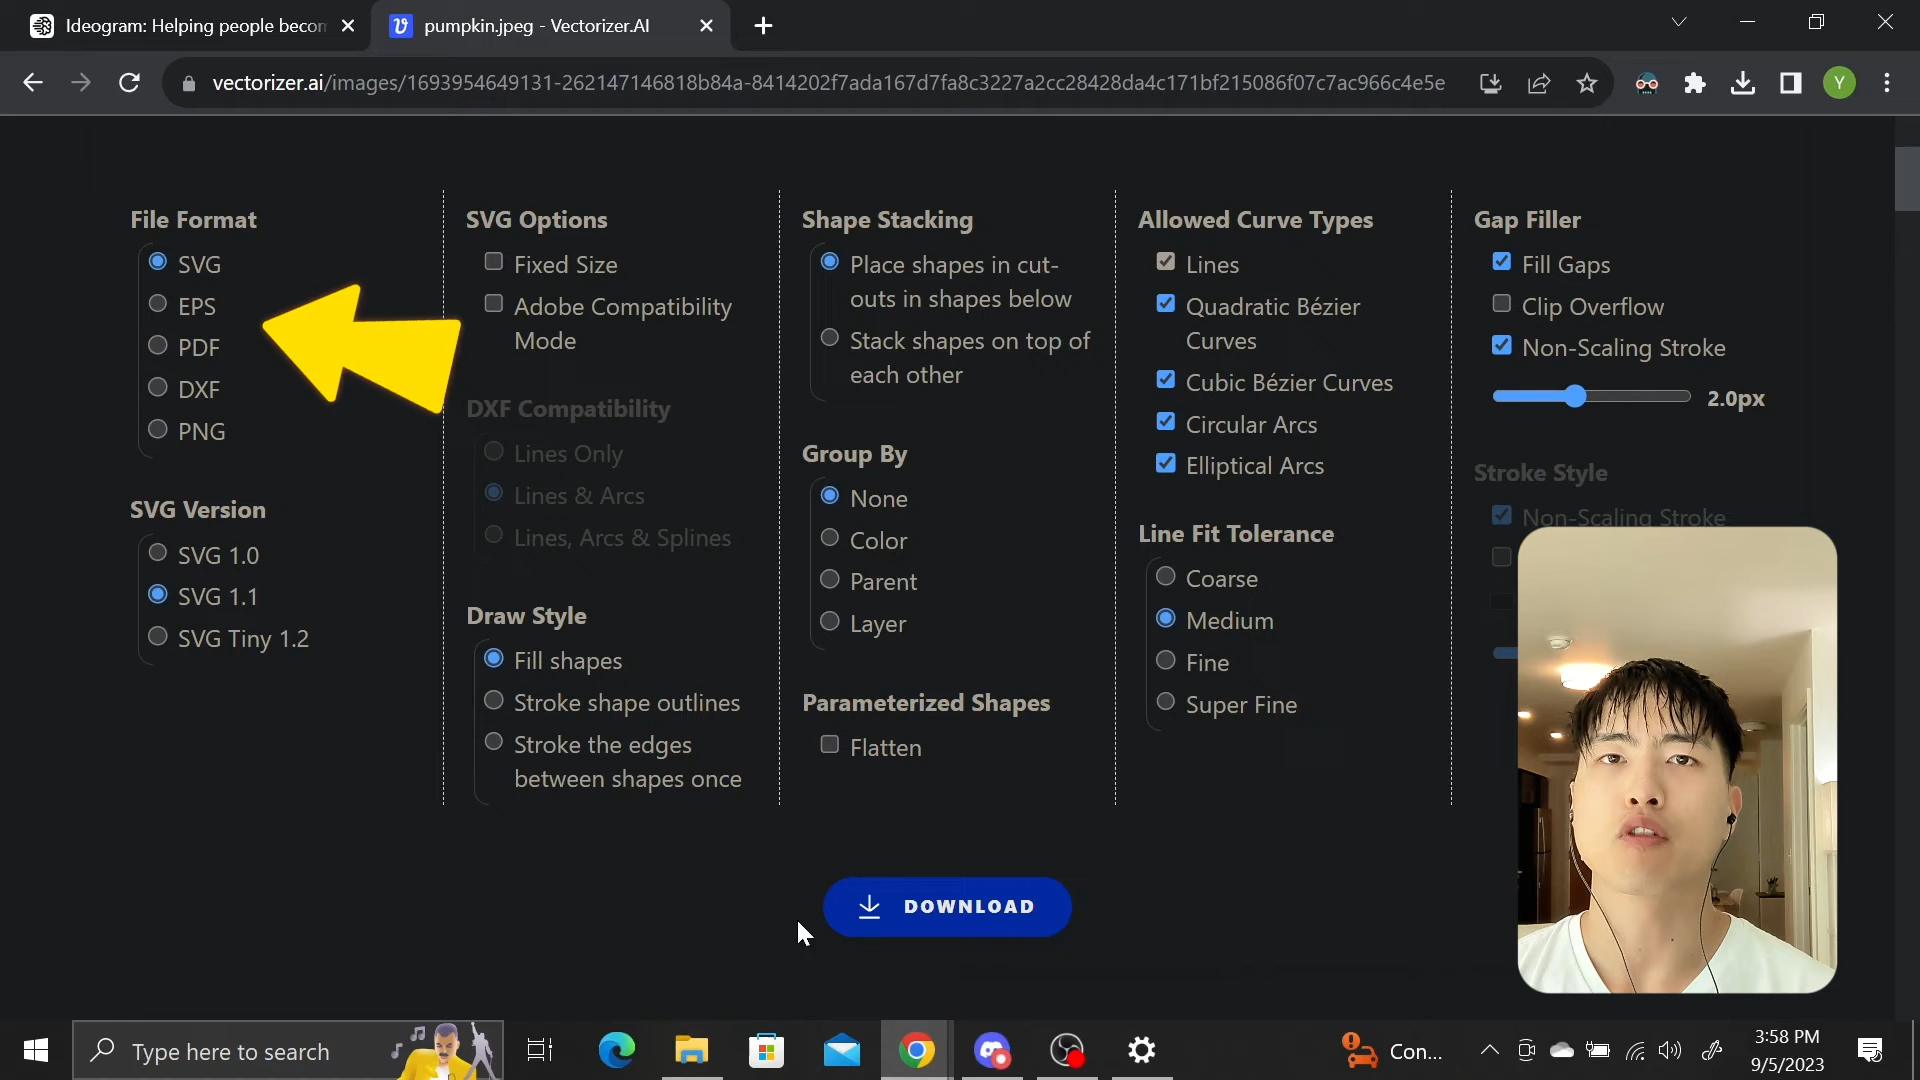 Ideogram: Helping people becom
pumpkin.jpeg - Vectorizer.AI
vectorizer.ai/images/1693954649131-262147146818b84a-8414202f7ada167d7fa8c3227a2cc28428da4c171bf215086f07c7ac966c4e5e
Y
File Format
SVG
EPS
PDF
DXF
PNG
SVG Version
SVG 1.0
SVG 1.1
SVG Tiny 1.2
SVG Options
Fixed Size
Adobe Compatibility
Mode
DXF Compatibility
Lines Only
Lines & Arcs
Lines, Arcs & Splines
Draw Style
Fill shapes
Stroke shape outlines
Stroke the edges
between shapes once
Shape Stacking
Place shapes in cut-
outs in shapes below
Stack shapes on top of
each other
Group By
None
Color
Parent
Layer
Parameterized Shapes
Flatten
Allowed Curve Types
Lines
Quadratic Bézier
Curves
Cubic Bézier Curves
Circular Arcs
Elliptical Arcs
Line Fit Tolerance
Coarse
Medium
Fine
Super Fine
Gap Filler
Fill Gaps
Clip Overflow
Non-Scaling Stroke
2.0px
Stroke Style
Non-Scaling Stroke
DOWNLOAD
Type here to search
Con...
3:58 PM
9/5/2023